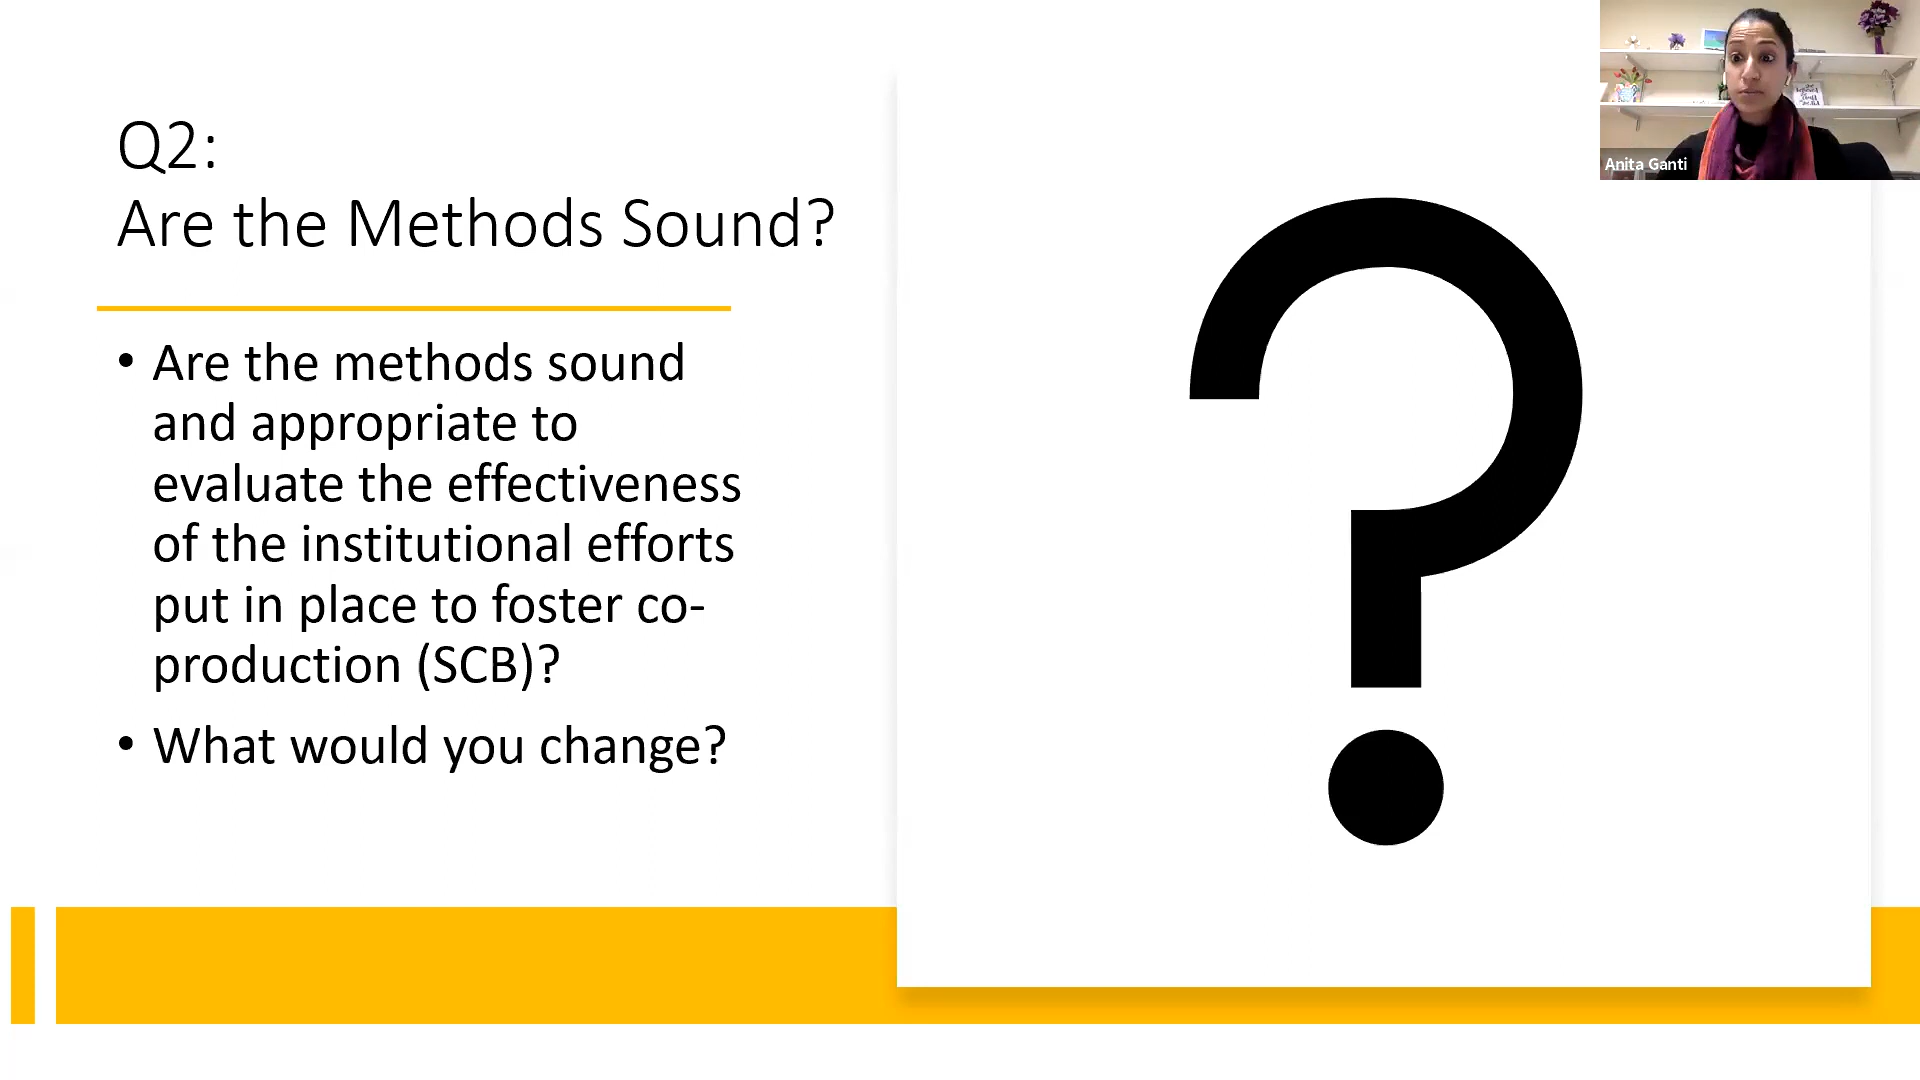 Q2:
Are the Methods Sound?
• Are the methods sound
and appropriate to
evaluate the effectiveness
of the institutional efforts
put in place to foster co-
production (SCB)?
• What would you change?
Anita Ganti